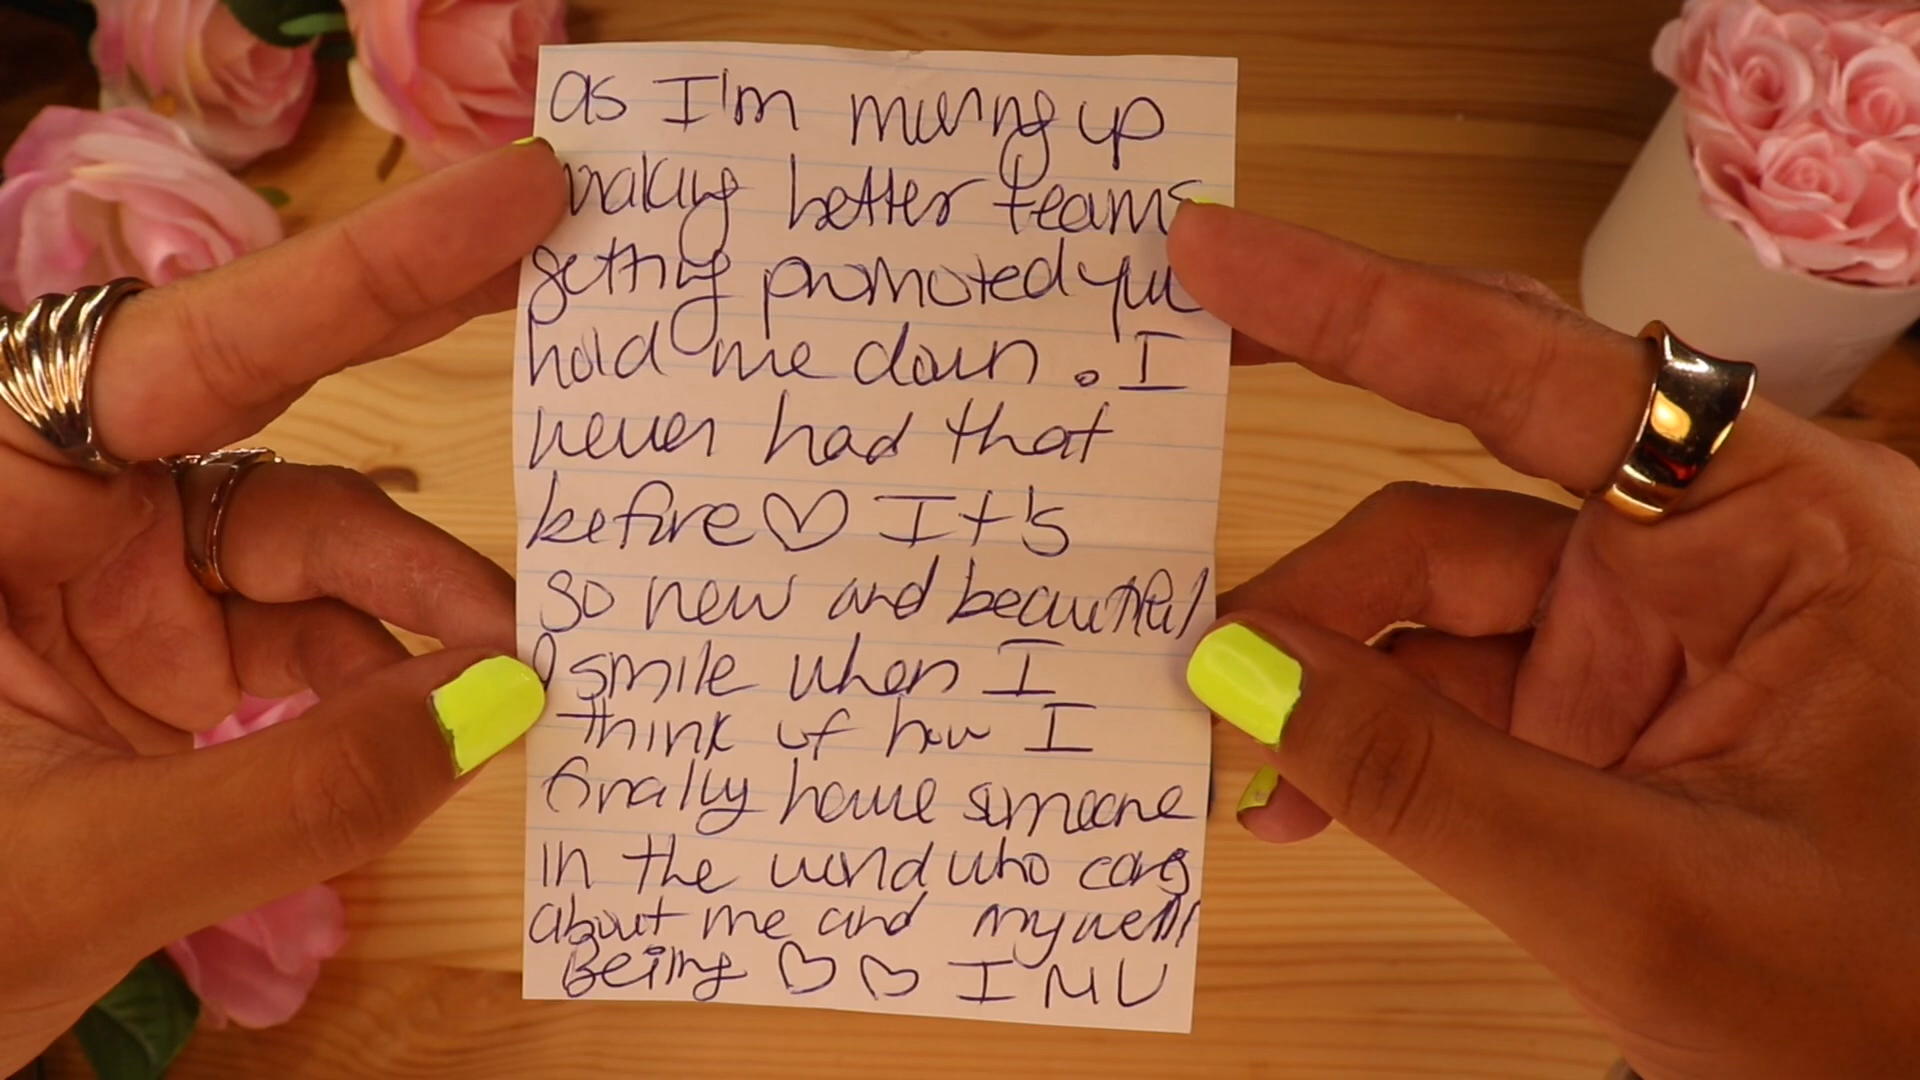 as I'm moving up
making better teams
getting promoted you
hold me down. I
never had that
before ♡ It's
so new and beautiful
I smile when I
think of how I
finally have someone
in the world who cares
about me and my well
Being ♡ ♡ I M U